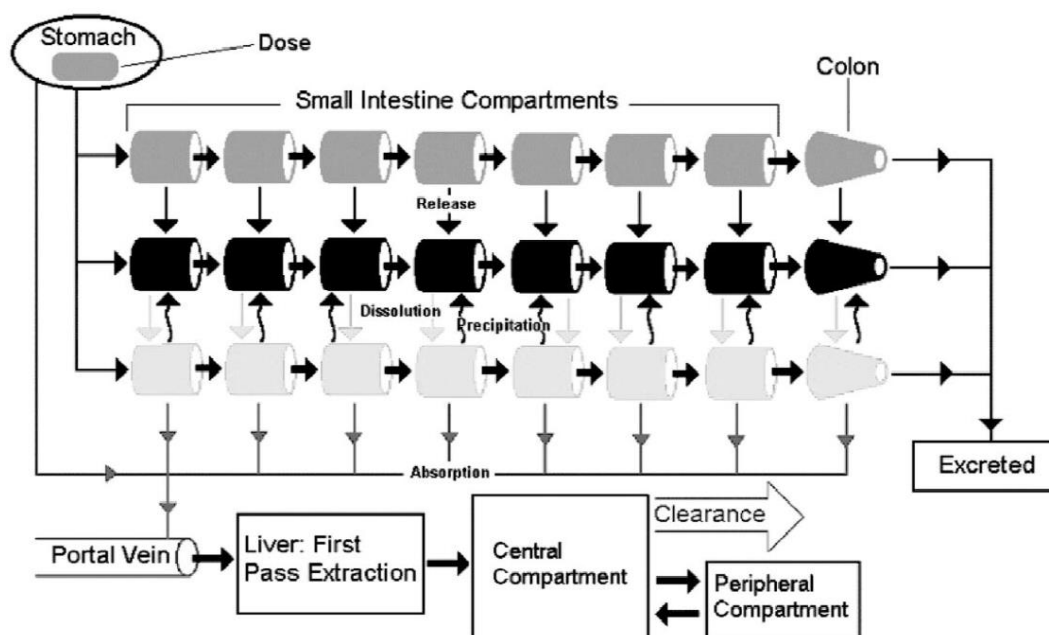 Stomach
Dose
Colon
Small Intestine Compartments
Release
Dissolution
Precipitation
Absorption
Excreted
Portal Vein
Liver: First
Pass Extraction
Central
Compartment
Clearance
Peripheral
Compartment